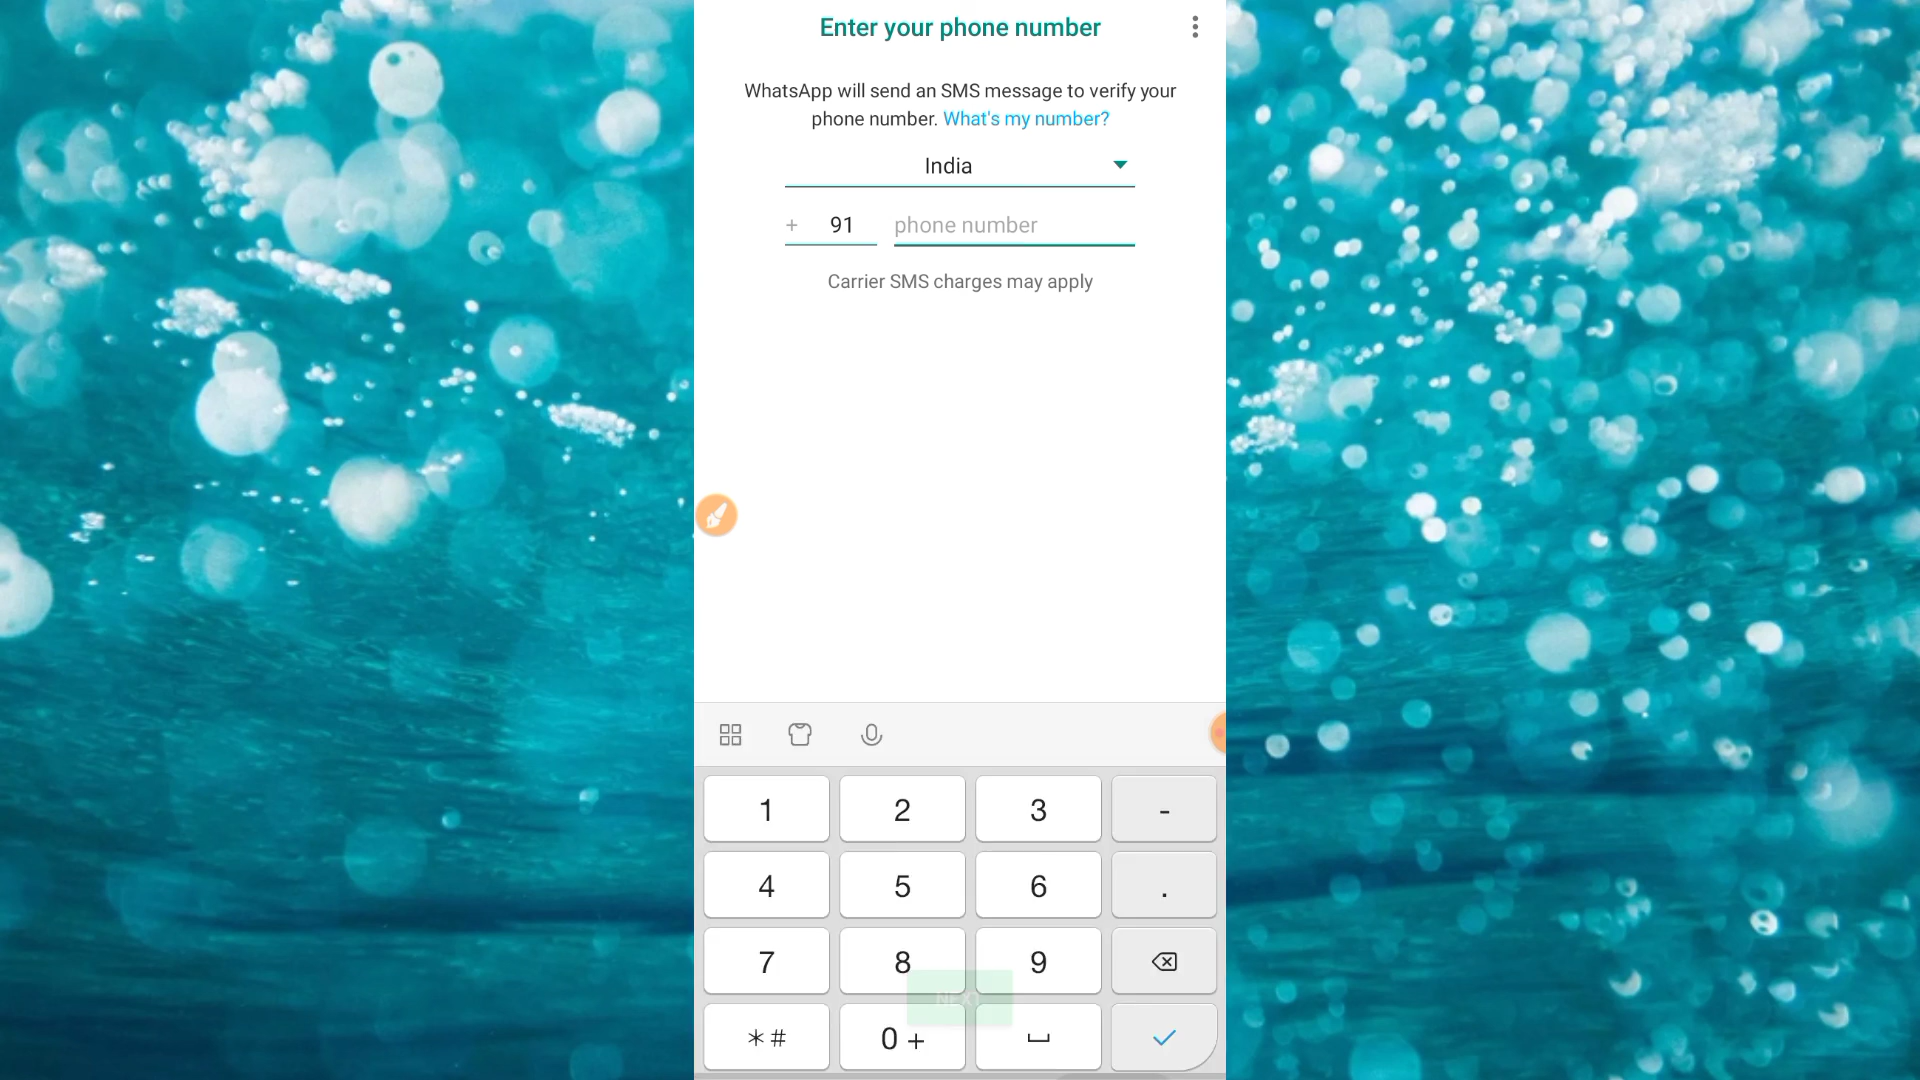 Enter your phone number
WhatsApp will send an SMS message to verify your
phone number. What's my number?
India
+ 91 phone number
Carrier SMS charges may apply
1 2 3 -
4 5 6 .
7 8 9
NEXT
*# 0 +